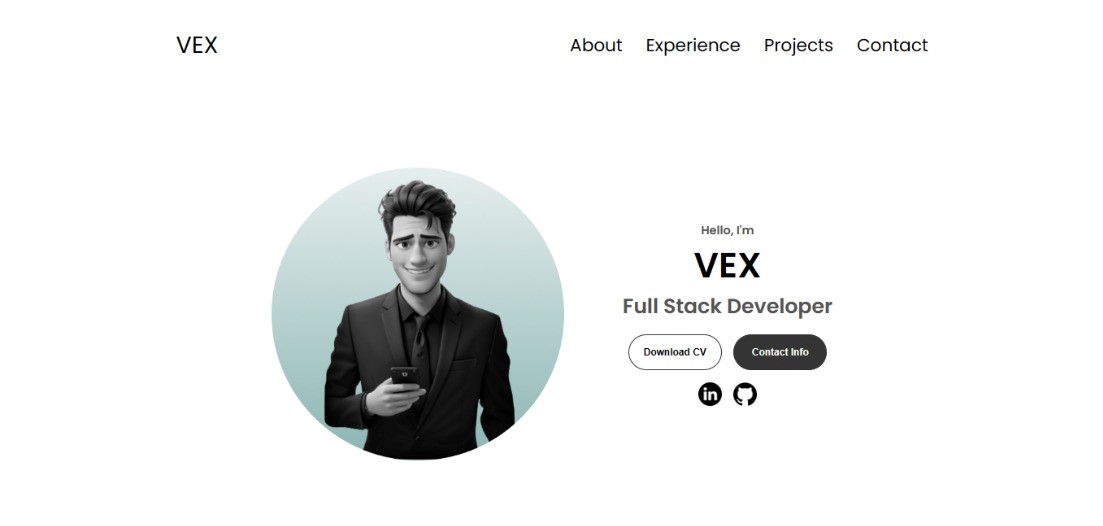 VEX
About Experience Projects Contact
Hello, I'm
VEX
Full Stack Developer
Download CV Contact Info
in